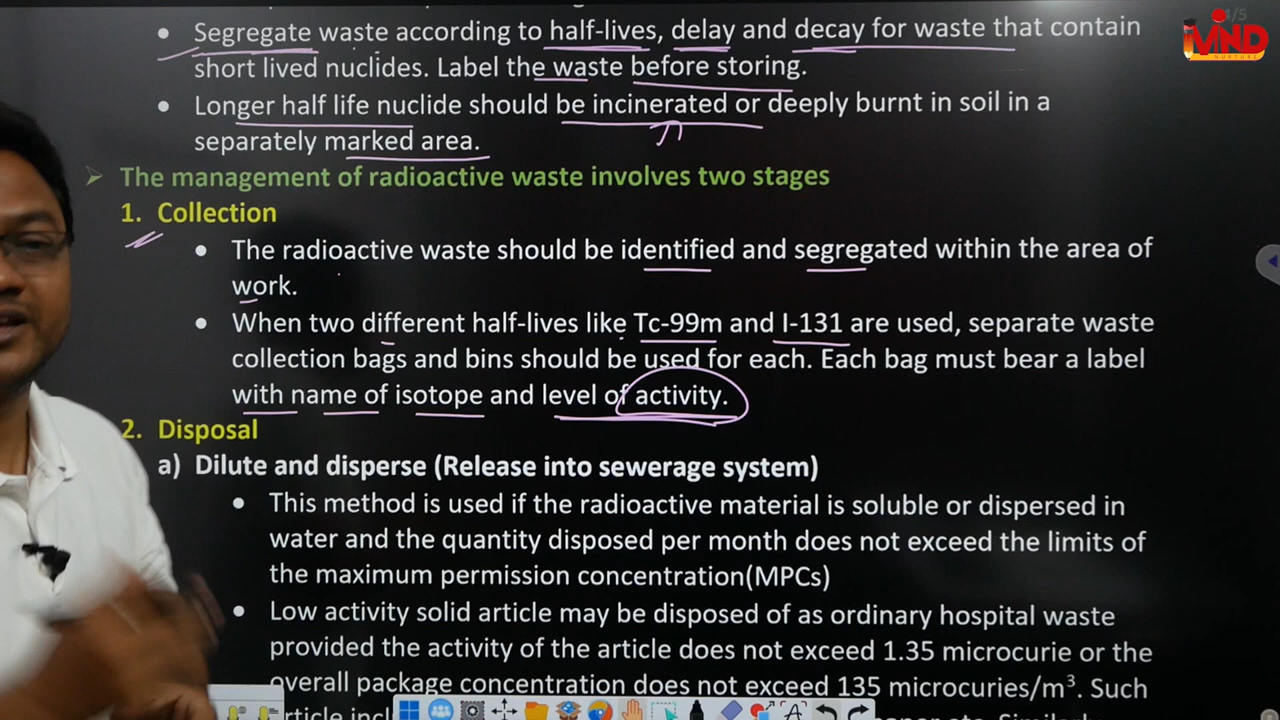 4/5
MIND
NURTURE
• Segregate waste according to half-lives, delay and decay for waste that contain
short lived nuclides. Label the waste before storing.
• Longer half life nuclide should be incinerated or deeply burnt in soil in a
separately marked area.
➢ The management of radioactive waste involves two stages
1. Collection
• The radioactive waste should be identified and segregated within the area of
work.
• When two different half-lives like Tc-99m and I-131 are used, separate waste
collection bags and bins should be used for each. Each bag must bear a label
with name of isotope and level of activity.
2. Disposal
a) Dilute and disperse (Release into sewerage system)
• This method is used if the radioactive material is soluble or dispersed in
water and the quantity disposed per month does not exceed the limits of
the maximum permission concentration(MPCs)
• Low activity solid article may be disposed of as ordinary hospital waste
provided the activity of the article does not exceed 1.35 microcurie or the
overall package concentration does not exceed 135 microcuries/m³. Such